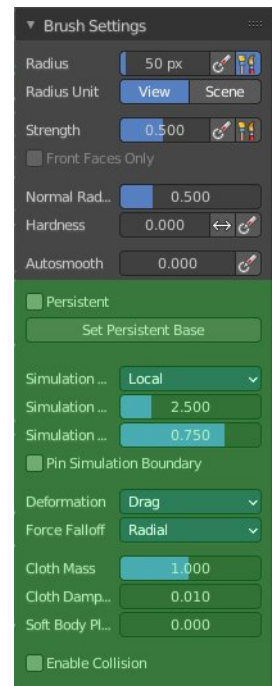 Brush Settings
Radius 50 px
Radius Unit View Scene
Strength 0.500
Front Faces Only
Normal Rad... 0.500
Hardness 0.000
Autosmooth 0.000
Persistent
Set Persistent Base
Simulation ... Local
Simulation ... 2.500
Simulation ... 0.750
Pin Simulation Boundary
Deformation Drag
Force Falloff Radial
Cloth Mass 1.000
Cloth Damp... 0.010
Soft Body Pl... 0.000
Enable Collision